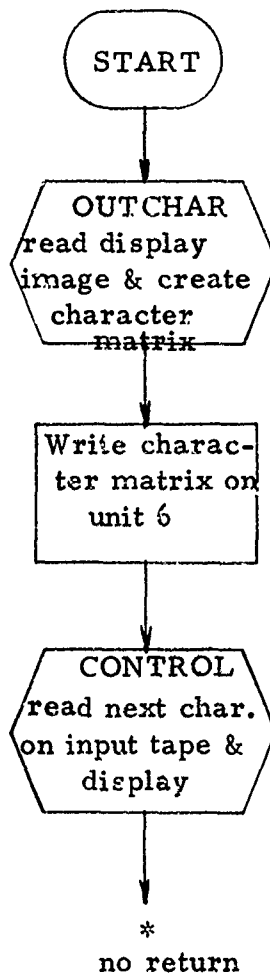 START
OUTCHAR
read display
image & create
character
matrix
Write charac-
ter matrix on
unit 6
CONTROL
read next char.
on input tape &
display
*
no return